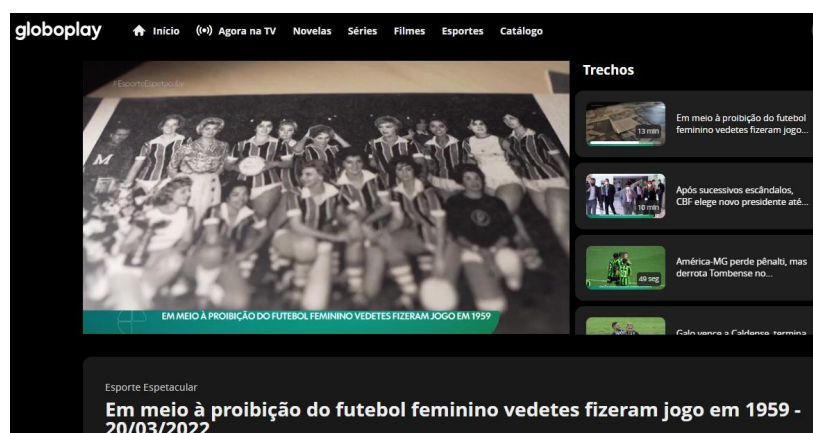 globoplay
Início
Agora na TV
Novelas
Séries
Filmes
Esportes
Catálogo
#EsporteEspetacular
EM MEIO À PROIBIÇÃO DO FUTEBOL FEMININO VEDETES FIZERAM JOGO EM 1959
Trechos
13 min
Em meio à proibição do futebol
feminino vedetes fizeram jogo...
10 min
Após sucessivos escândalos,
CBF elege novo presidente até...
49 seg
América-MG perde pênalti, mas
derrota Tombense no...
Galo vence a Caldense, termina
Esporte Espetacular
Em meio à proibição do futebol feminino vedetes fizeram jogo em 1959 -
20/03/2022